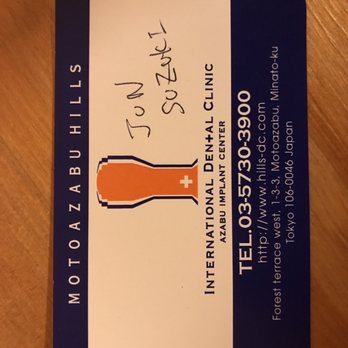 MOTOAZABU HILLS
JUN
SUZUKI
INTERNATIONAL DENTAL CLINIC
AZABU IMPLANT CENTER
TEL.03-5730-3900
http://www.hills-dc.com
Forest terrace west, 1-3-3, Motoazabu, Minato-ku
Tokyo 106-0046 Japan